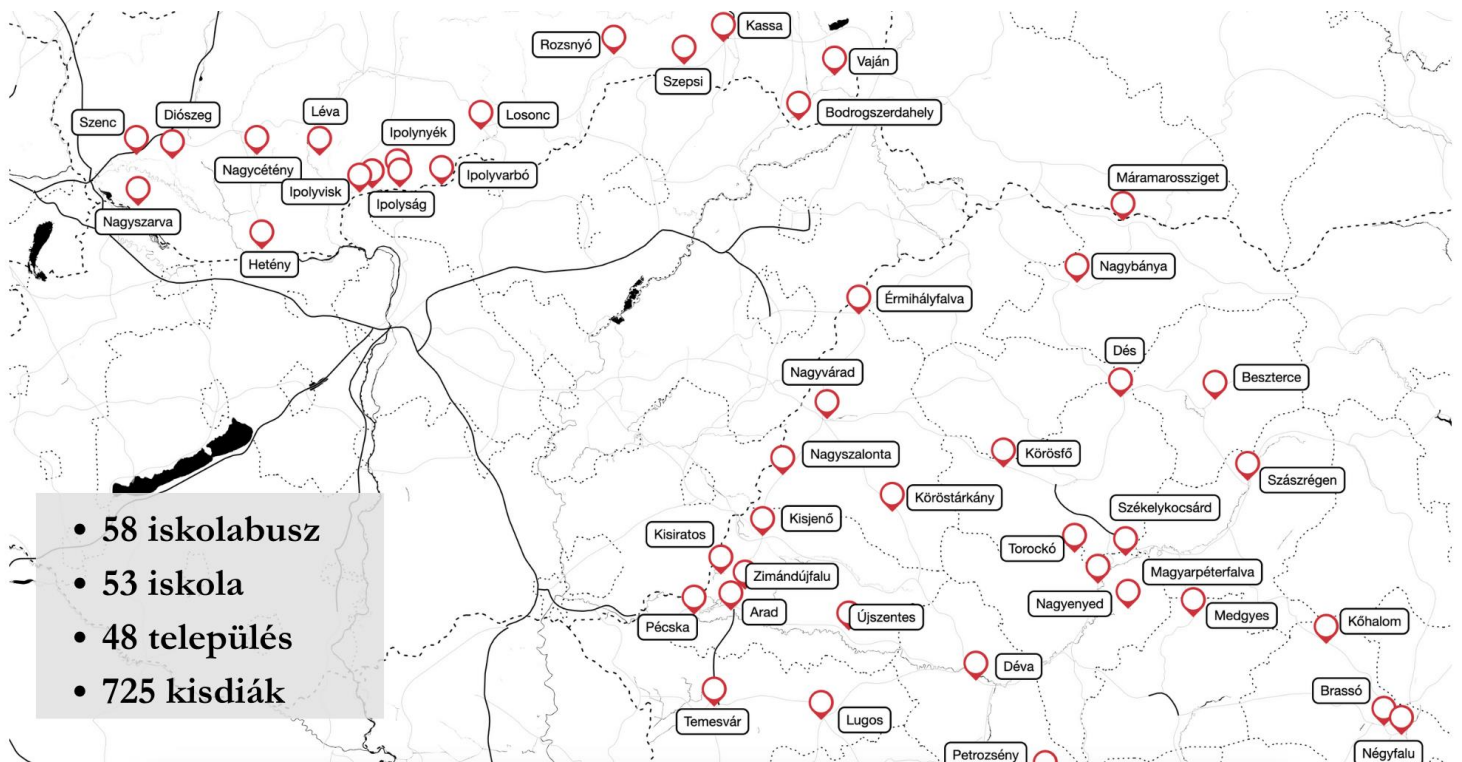 Kassa
Rozsnyó
Vaján
Szepsi
Bodrogszerdahely
Losonc
Léva
Diószeg
Szenc
Ipolynyék
Nagycétény
Ipolyvarbó
Ipolyvisk
Ipolyság
Nagyszarva
Hetény
Máramarossziget
Nagybánya
Érmihályfalva
Dés
Beszterce
Nagyvárad
Nagyszalonta
Körösfő
Szászrégen
Köröstárkány
Székelykocsárd
Kisjenő
Kisiratos
Torockó
Zimándújfalu
Magyarpéterfalva
Nagyenyed
Arad
Pécska
Újszentes
Medgyes
Kőhalom
Déva
Brassó
Temesvár
Lugos
Petrozsény
Négyfalu
• 58 iskolabusz
• 53 iskola
• 48 település
• 725 kisdiák